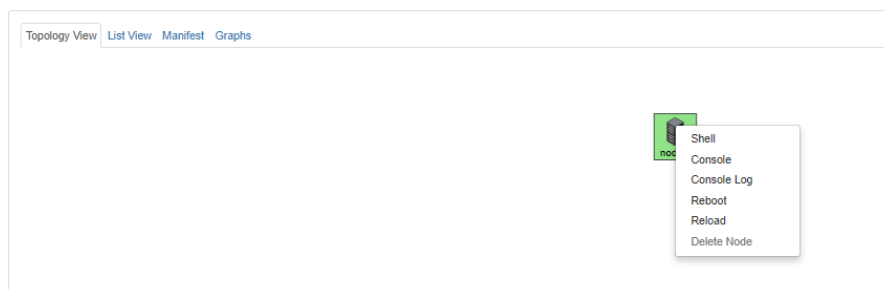 Topology View List View Manifest Graphs
Shell
Console
Console Log
Reboot
Reload
Delete Node